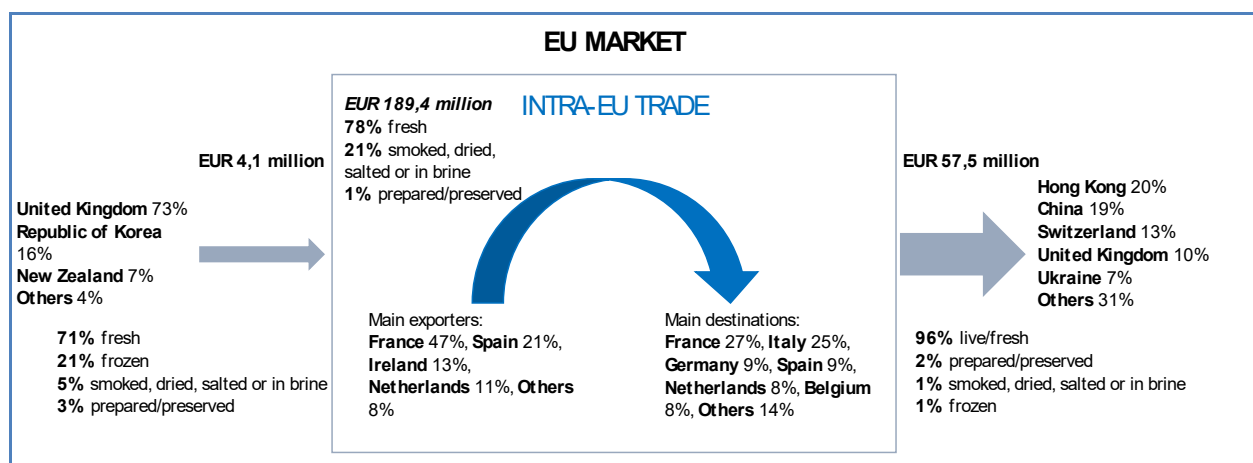 EU MARKET
EUR 4,1 million
United Kingdom 73%
Republic of Korea
16%
New Zealand 7%
Others 4%
71% fresh
21% frozen
5% smoked, dried, salted or in brine
3% prepared/preserved
EUR 189,4 million
78% fresh
21% smoked, dried,
salted or in brine
1% prepared/preserved
INTRA-EU TRADE
Main exporters:
France 47%, Spain 21%,
Ireland 13%,
Netherlands 11%, Others
8%
Main destinations:
France 27%, Italy 25%,
Germany 9%, Spain 9%,
Netherlands 8%, Belgium
8%, Others 14%
EUR 57,5 million
Hong Kong 20%
China 19%
Switzerland 13%
United Kingdom 10%
Ukraine 7%
Others 31%
96% live/fresh
2% prepared/preserved
1% smoked, dried, salted or in brine
1% frozen